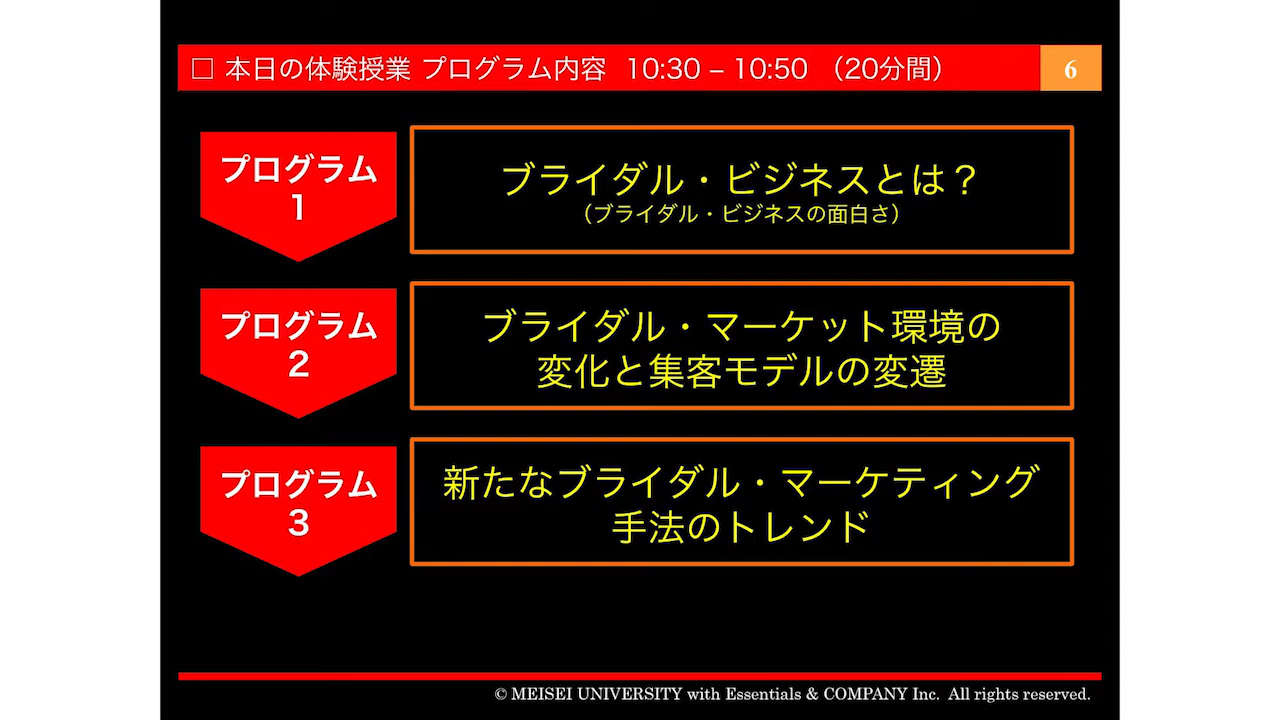 □ 本日の体験授業 プログラム内容 10:30 – 10:50 （20分間）
6
プログラム
1
ブライダル・ビジネスとは？
（ブライダル・ビジネスの面白さ）
プログラム
2
ブライダル・マーケット環境の
変化と集客モデルの変遷
プログラム
3
新たなブライダル・マーケティング
手法のトレンド
© MEISEI UNIVERSITY with Essentials & COMPANY Inc. All rights reserved.